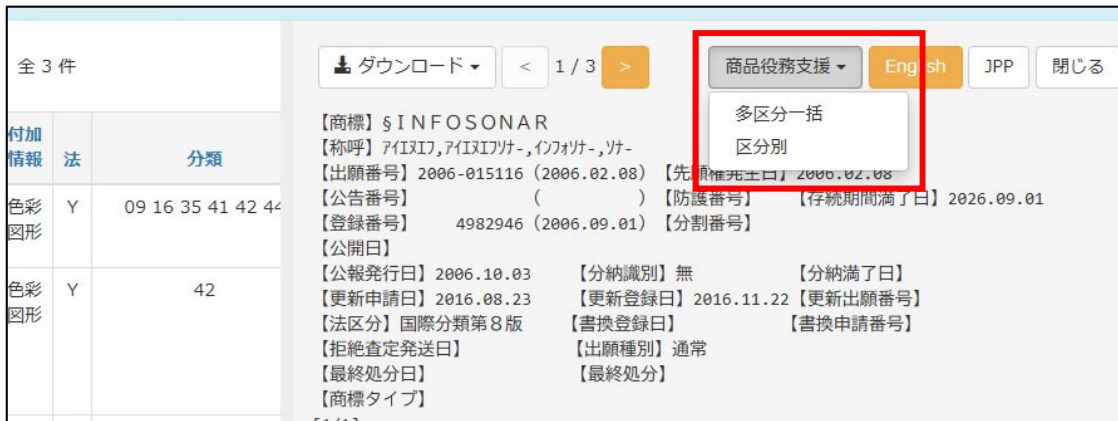 全 3 件
付加情報 法 分類
色彩図形 Y 09 16 35 41 42 44
色彩図形 Y 42
ダウンロード < 1 / 3 > 商品役務支援 English JPP 閉じる
多区分一括
区分別
【商標】§ＩＮＦＯＳＯＮＡＲ
【称呼】ｱｲｴﾇｴﾌ,ｱｲｴﾇｴﾌｿﾅ-,ｲﾝﾌｫｿﾅ-,ｿﾅ-
【出願番号】2006-015116（2006.02.08）【先願権発生日】2006.02.08
【公告番号】 （ ）【防護番号】 【存続期間満了日】2026.09.01
【登録番号】 4982946（2006.09.01）【分割番号】
【公開日】
【公報発行日】2006.10.03 【分納識別】無 【分納満了日】
【更新申請日】2016.08.23 【更新登録日】2016.11.22【更新出願番号】
【法区分】国際分類第８版 【書換登録日】 【書換申請番号】
【拒絶査定発送日】 【出願種別】通常
【最終処分日】 【最終処分】
【商標タイプ】